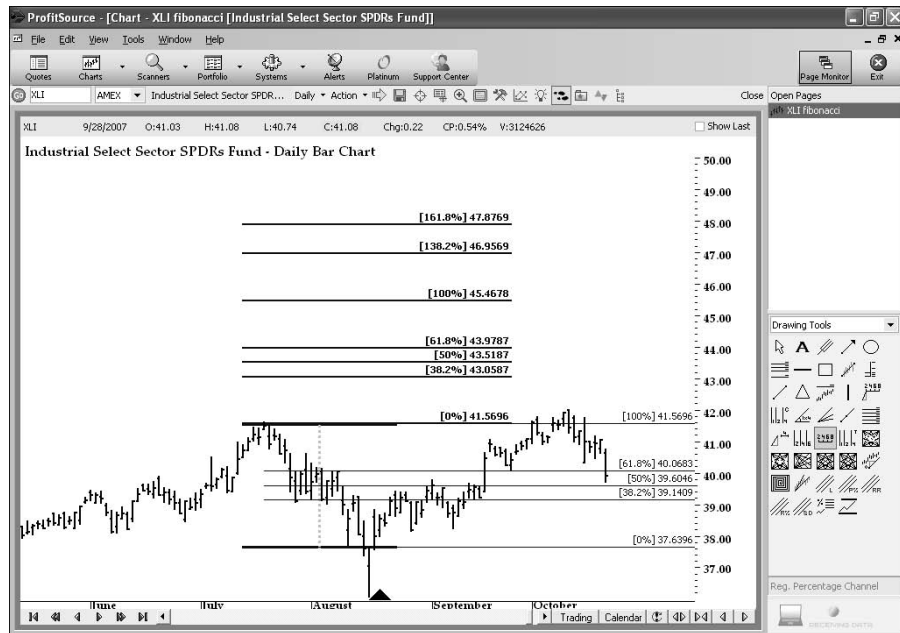 ProfitSource - [Chart - XLI fibonacci [Industrial Select Sector SPDRs Fund]]
File Edit View Tools Window Help
Quotes Charts Scanners Portfolio Systems Alerts Platinum Support Center Page Monitor Exit
GO XLI AMEX Industrial Select Sector SPDR... Daily Action Close Open Pages
XLI fibonacci
XLI 9/28/2007 O:41.03 H:41.08 L:40.74 C:41.08 Chg:0.22 CP:0.54% V:3124626 Show Last
Industrial Select Sector SPDRs Fund - Daily Bar Chart
50.00
49.00
[161.8%] 47.8769
48.00
[138.2%] 46.9569
47.00
46.00
[100%] 45.4678
45.00
Drawing Tools
[61.8%] 43.9787
44.00
[50%] 43.5187
[38.2%] 43.0587
43.00
[0%] 41.5696
[100%] 41.5696
42.00
41.00
[61.8%] 40.0683
40.00
[50%] 39.6046
[38.2%] 39.1409
39.00
[0%] 37.6396
38.00
37.00
Reg. Percentage Channel
June July August September October
Trading Calendar
RECEIVING DATA